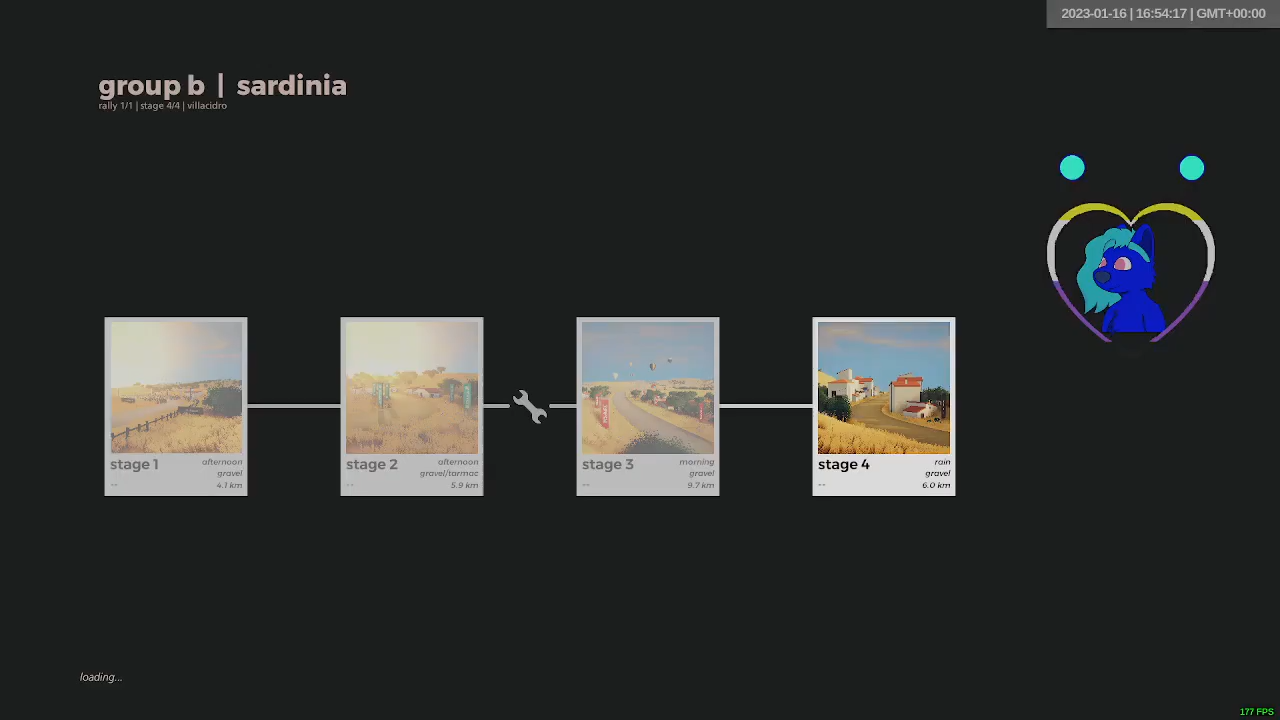 2023-01-16 | 16:54:17 | GMT+00:00
group b | sardinia
rally 1/1 | stage 4/4 | villacidro
stage 1
afternoon
gravel
--
4.1 km
stage 2
afternoon
gravel/tarmac
--
5.9 km
stage 3
morning
gravel
--
9.7 km
stage 4
rain
gravel
--
6.0 km
loading...
177 FPS